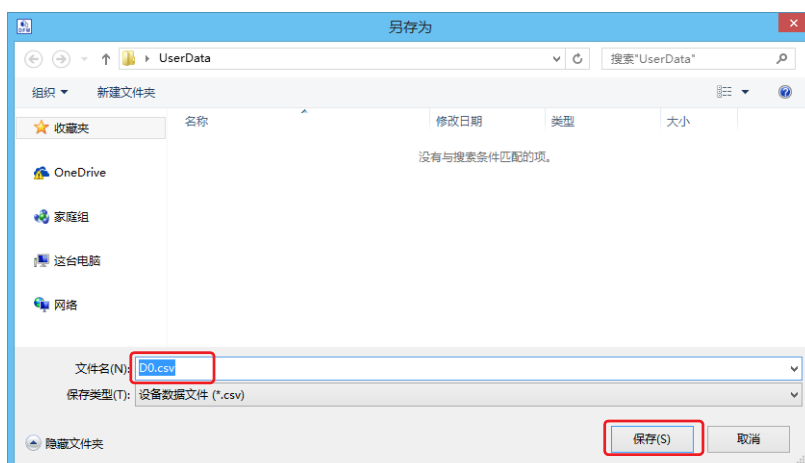 另存为
UserData
搜索"UserData"
组织 新建文件夹
名称 修改日期 类型 大小
没有与搜索条件匹配的项。
收藏夹
OneDrive
家庭组
这台电脑
网络
文件名(N): D0.csv
保存类型(T): 设备数据文件 (*.csv)
隐藏文件夹 保存(S) 取消